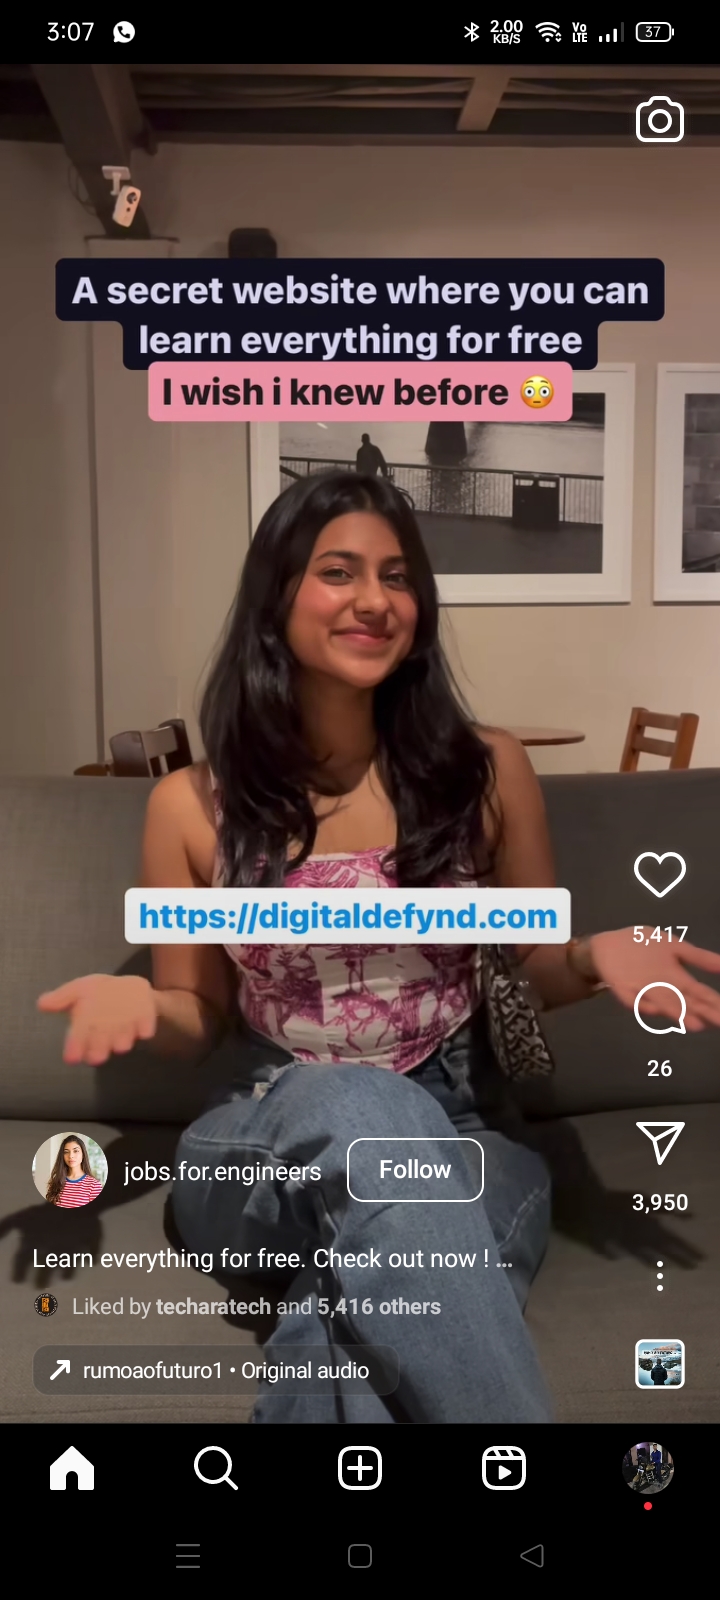 3:07
2.00
KB/S
Vo
LTE
37
A secret website where you can
learn everything for free
I wish i knew before 😳
https://digitaldefynd.com
5,417
26
3,950
jobs.for.engineers
Follow
Learn everything for free. Check out now ! ...
Liked by techaratech and 5,416 others
rumoaofuturo1 • Original audio